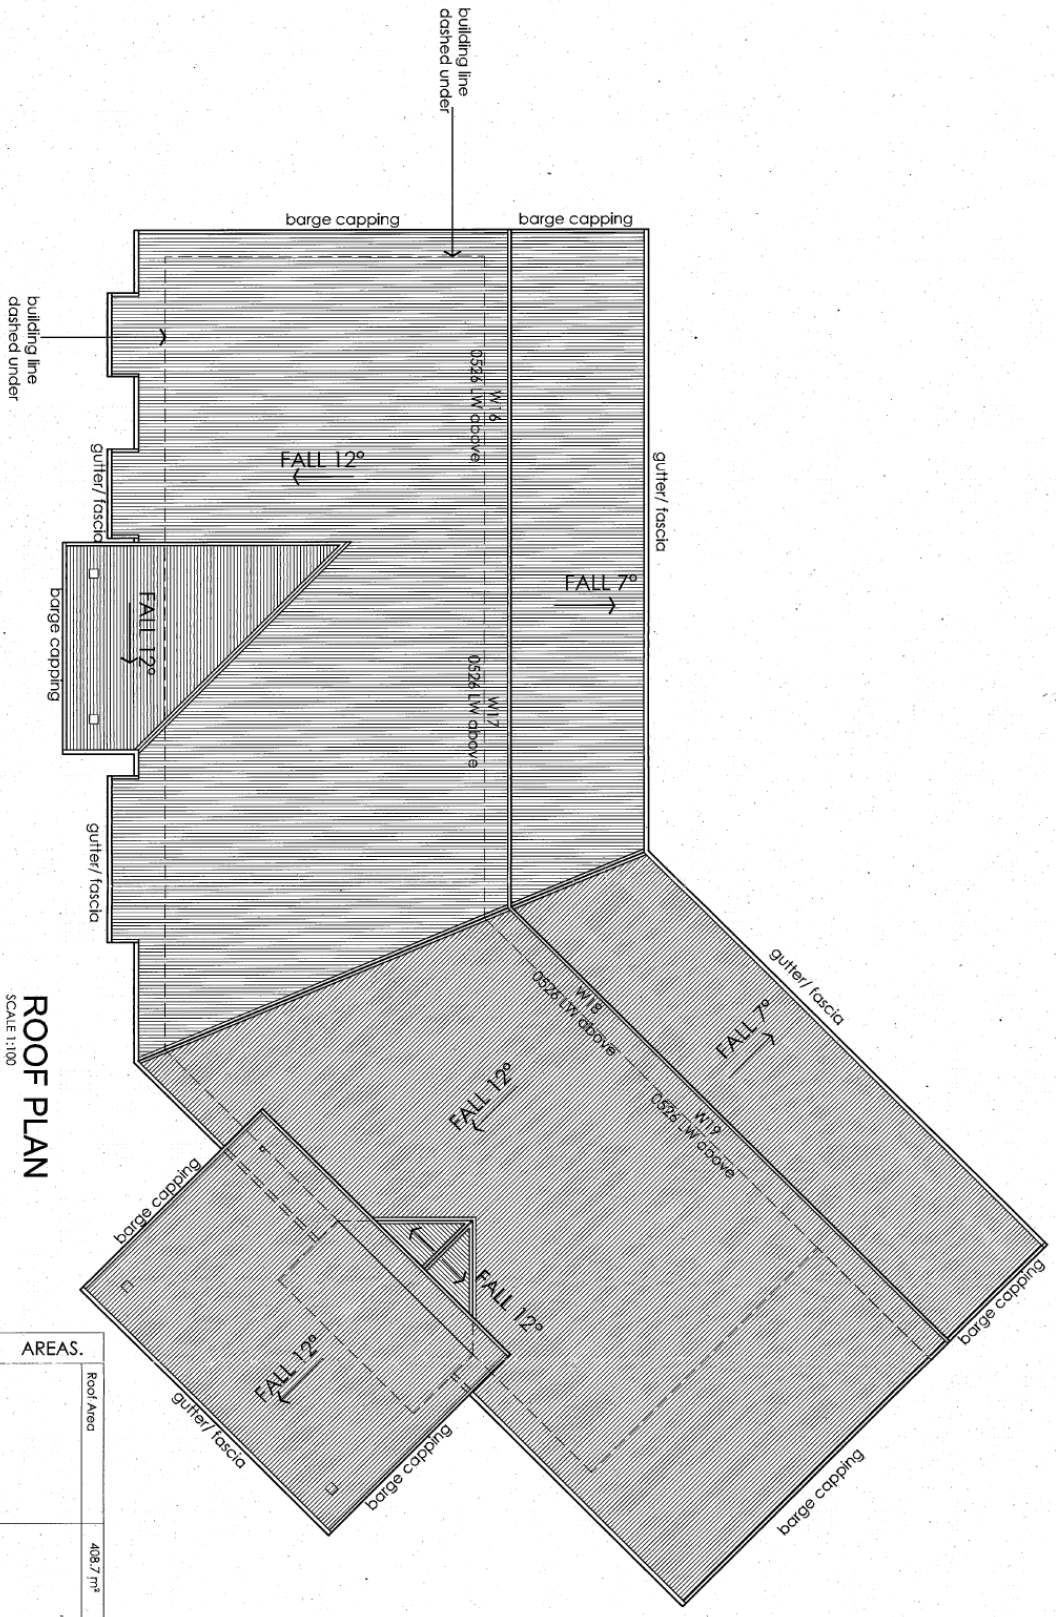 building line
dashed under
barge capping
barge capping
building line
dashed under
W16
0526 LW above
gutter/ fascia
FALL 12°
gutter/ fascia
FALL 7°
FALL 12°
barge capping
W17
0526 LW above
gutter/ fascia
gutter/ fascia
W18
0526 LW above
FALL 7°
FALL 12°
W19
0526 LW above
barge capping
FALL 12°
barge capping
FALL 12°
gutter/ fascia
barge capping
barge capping
ROOF PLAN
SCALE 1:100
AREAS.
Roof Area
408.7 m²